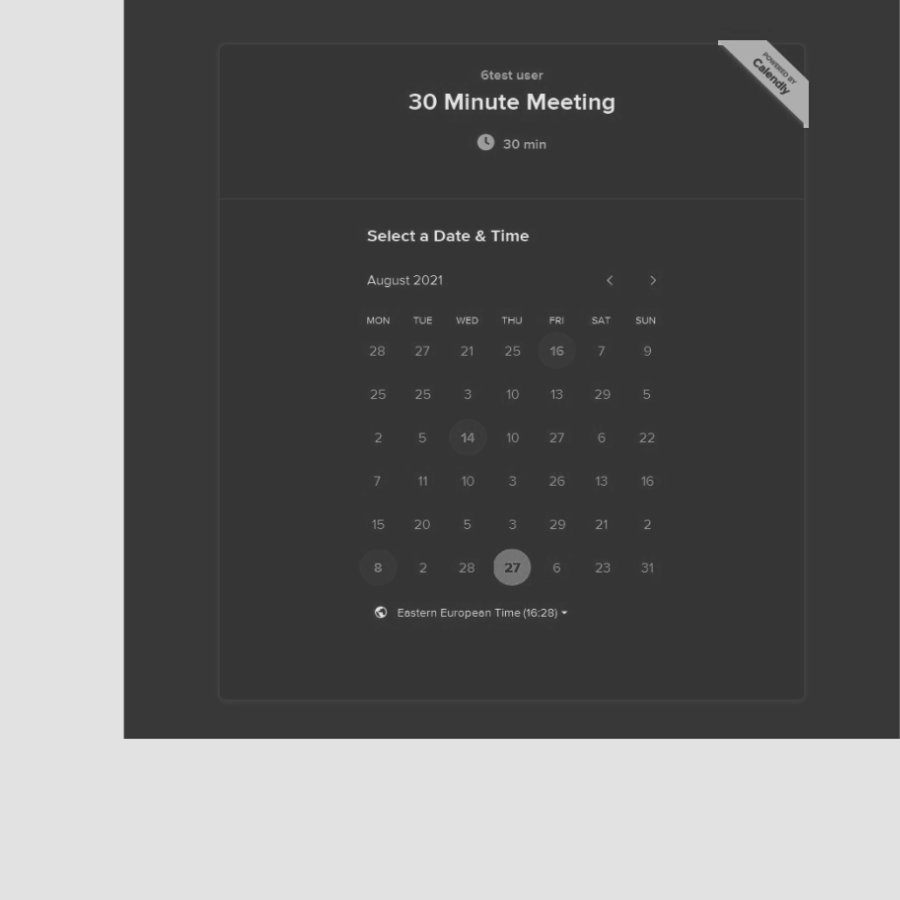 POWERED BY
Calendly
6test user
30 Minute Meeting
30 min
Select a Date & Time
August 2021
MON TUE WED THU FRI SAT SUN
28 27 21 25 16 7 9
25 25 3 10 13 29 5
2 5 14 10 27 6 22
7 11 10 3 26 13 16
15 20 5 3 29 21 2
8 2 28 27 6 23 31
Eastern European Time (16:28)